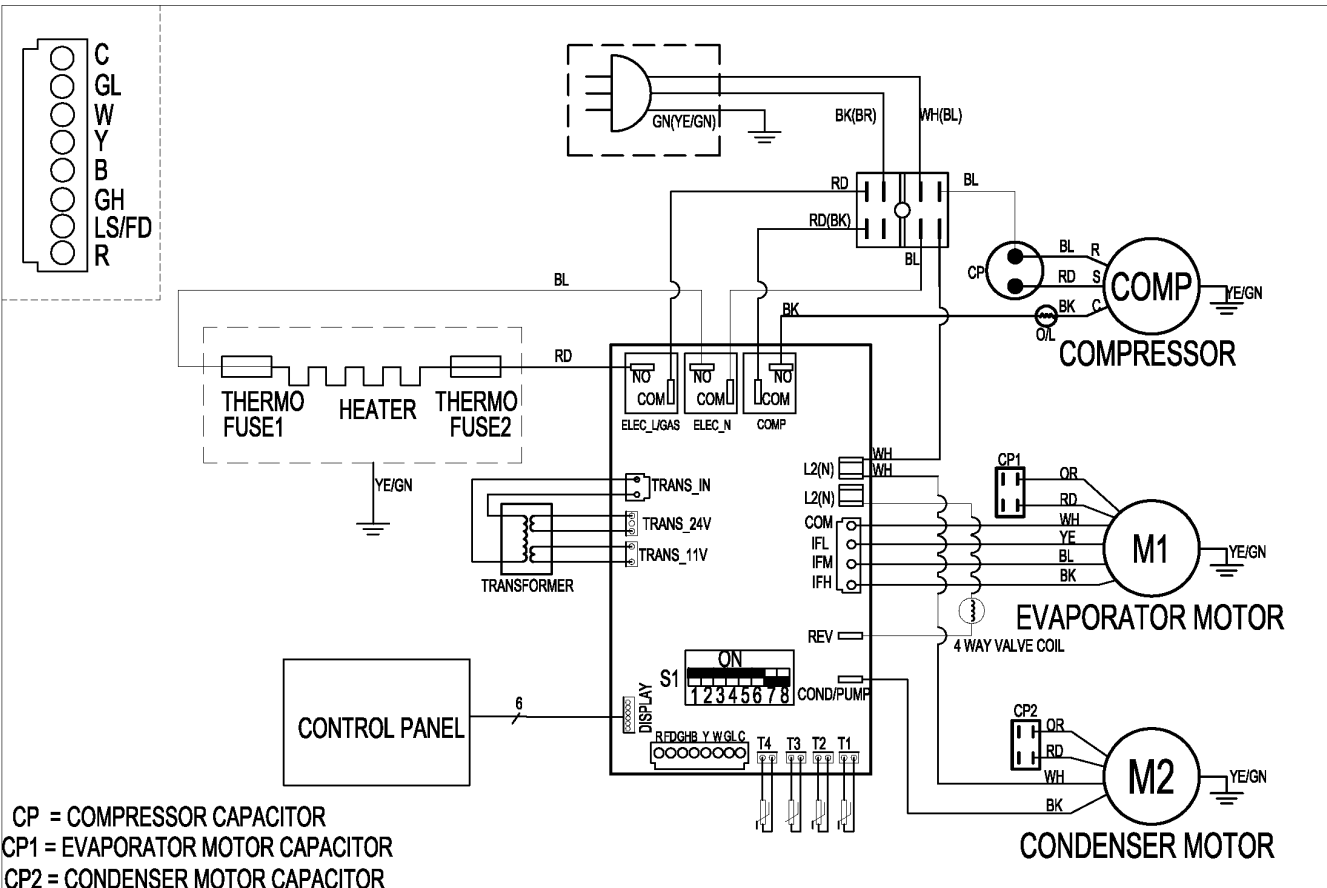 C
GL
W
Y
B
GH
LS/FD
R
GN(YE/GN)
BK(BR)
WH(BL)
RD
BL
RD(BK)
BL
CP
BL R
RD S
BK C
O/L
COMP
YE/GN
COMPRESSOR
BL
BK
RD
THERMO
FUSE1
HEATER
THERMO
FUSE2
YE/GN
NO
COM
NO
COM
NO
COM
ELEC_L/GAS
ELEC_N
COMP
TRANS_IN
TRANS_24V
TRANS_11V
TRANSFORMER
L2(N)
WH
WH
L2(N)
COM
IFL
IFM
IFH
CP1
OR
RD
WH
YE
BL
BK
M1
YE/GN
EVAPORATOR MOTOR
REV
4 WAY VALVE COIL
COND/PUMP
ON
S1
12345678
DISPLAY
CONTROL PANEL
6
RFDGHB Y WGLC
T4
T3
T2
T1
CP2
OR
RD
WH
BK
M2
YE/GN
CONDENSER MOTOR
CP = COMPRESSOR CAPACITOR
CP1 = EVAPORATOR MOTOR CAPACITOR
CP2 = CONDENSER MOTOR CAPACITOR